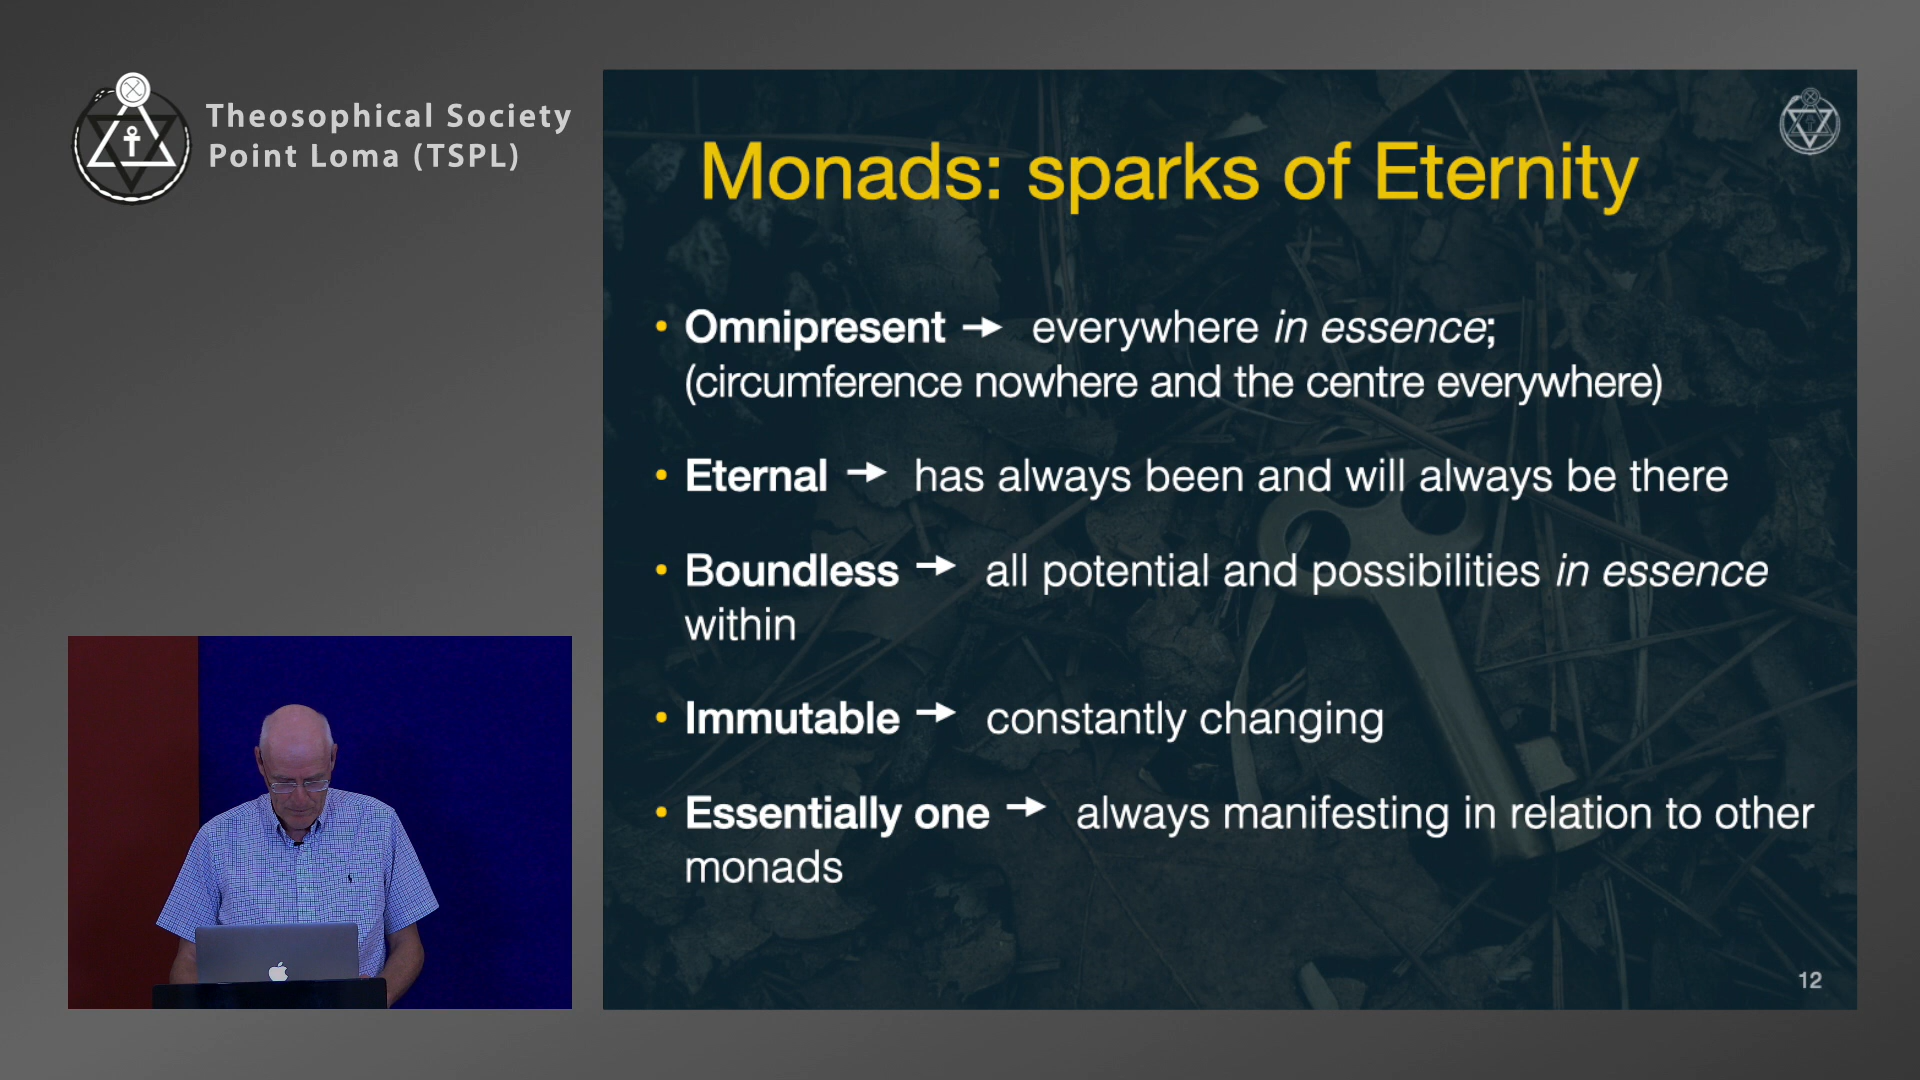 Theosophical Society
Point Loma (TSPL)
Monads: sparks of Eternity
• Omnipresent → everywhere in essence;
(circumference nowhere and the centre everywhere)
• Eternal → has always been and will always be there
• Boundless → all potential and possibilities in essence
within
• Immutable → constantly changing
• Essentially one → always manifesting in relation to other
monads
12